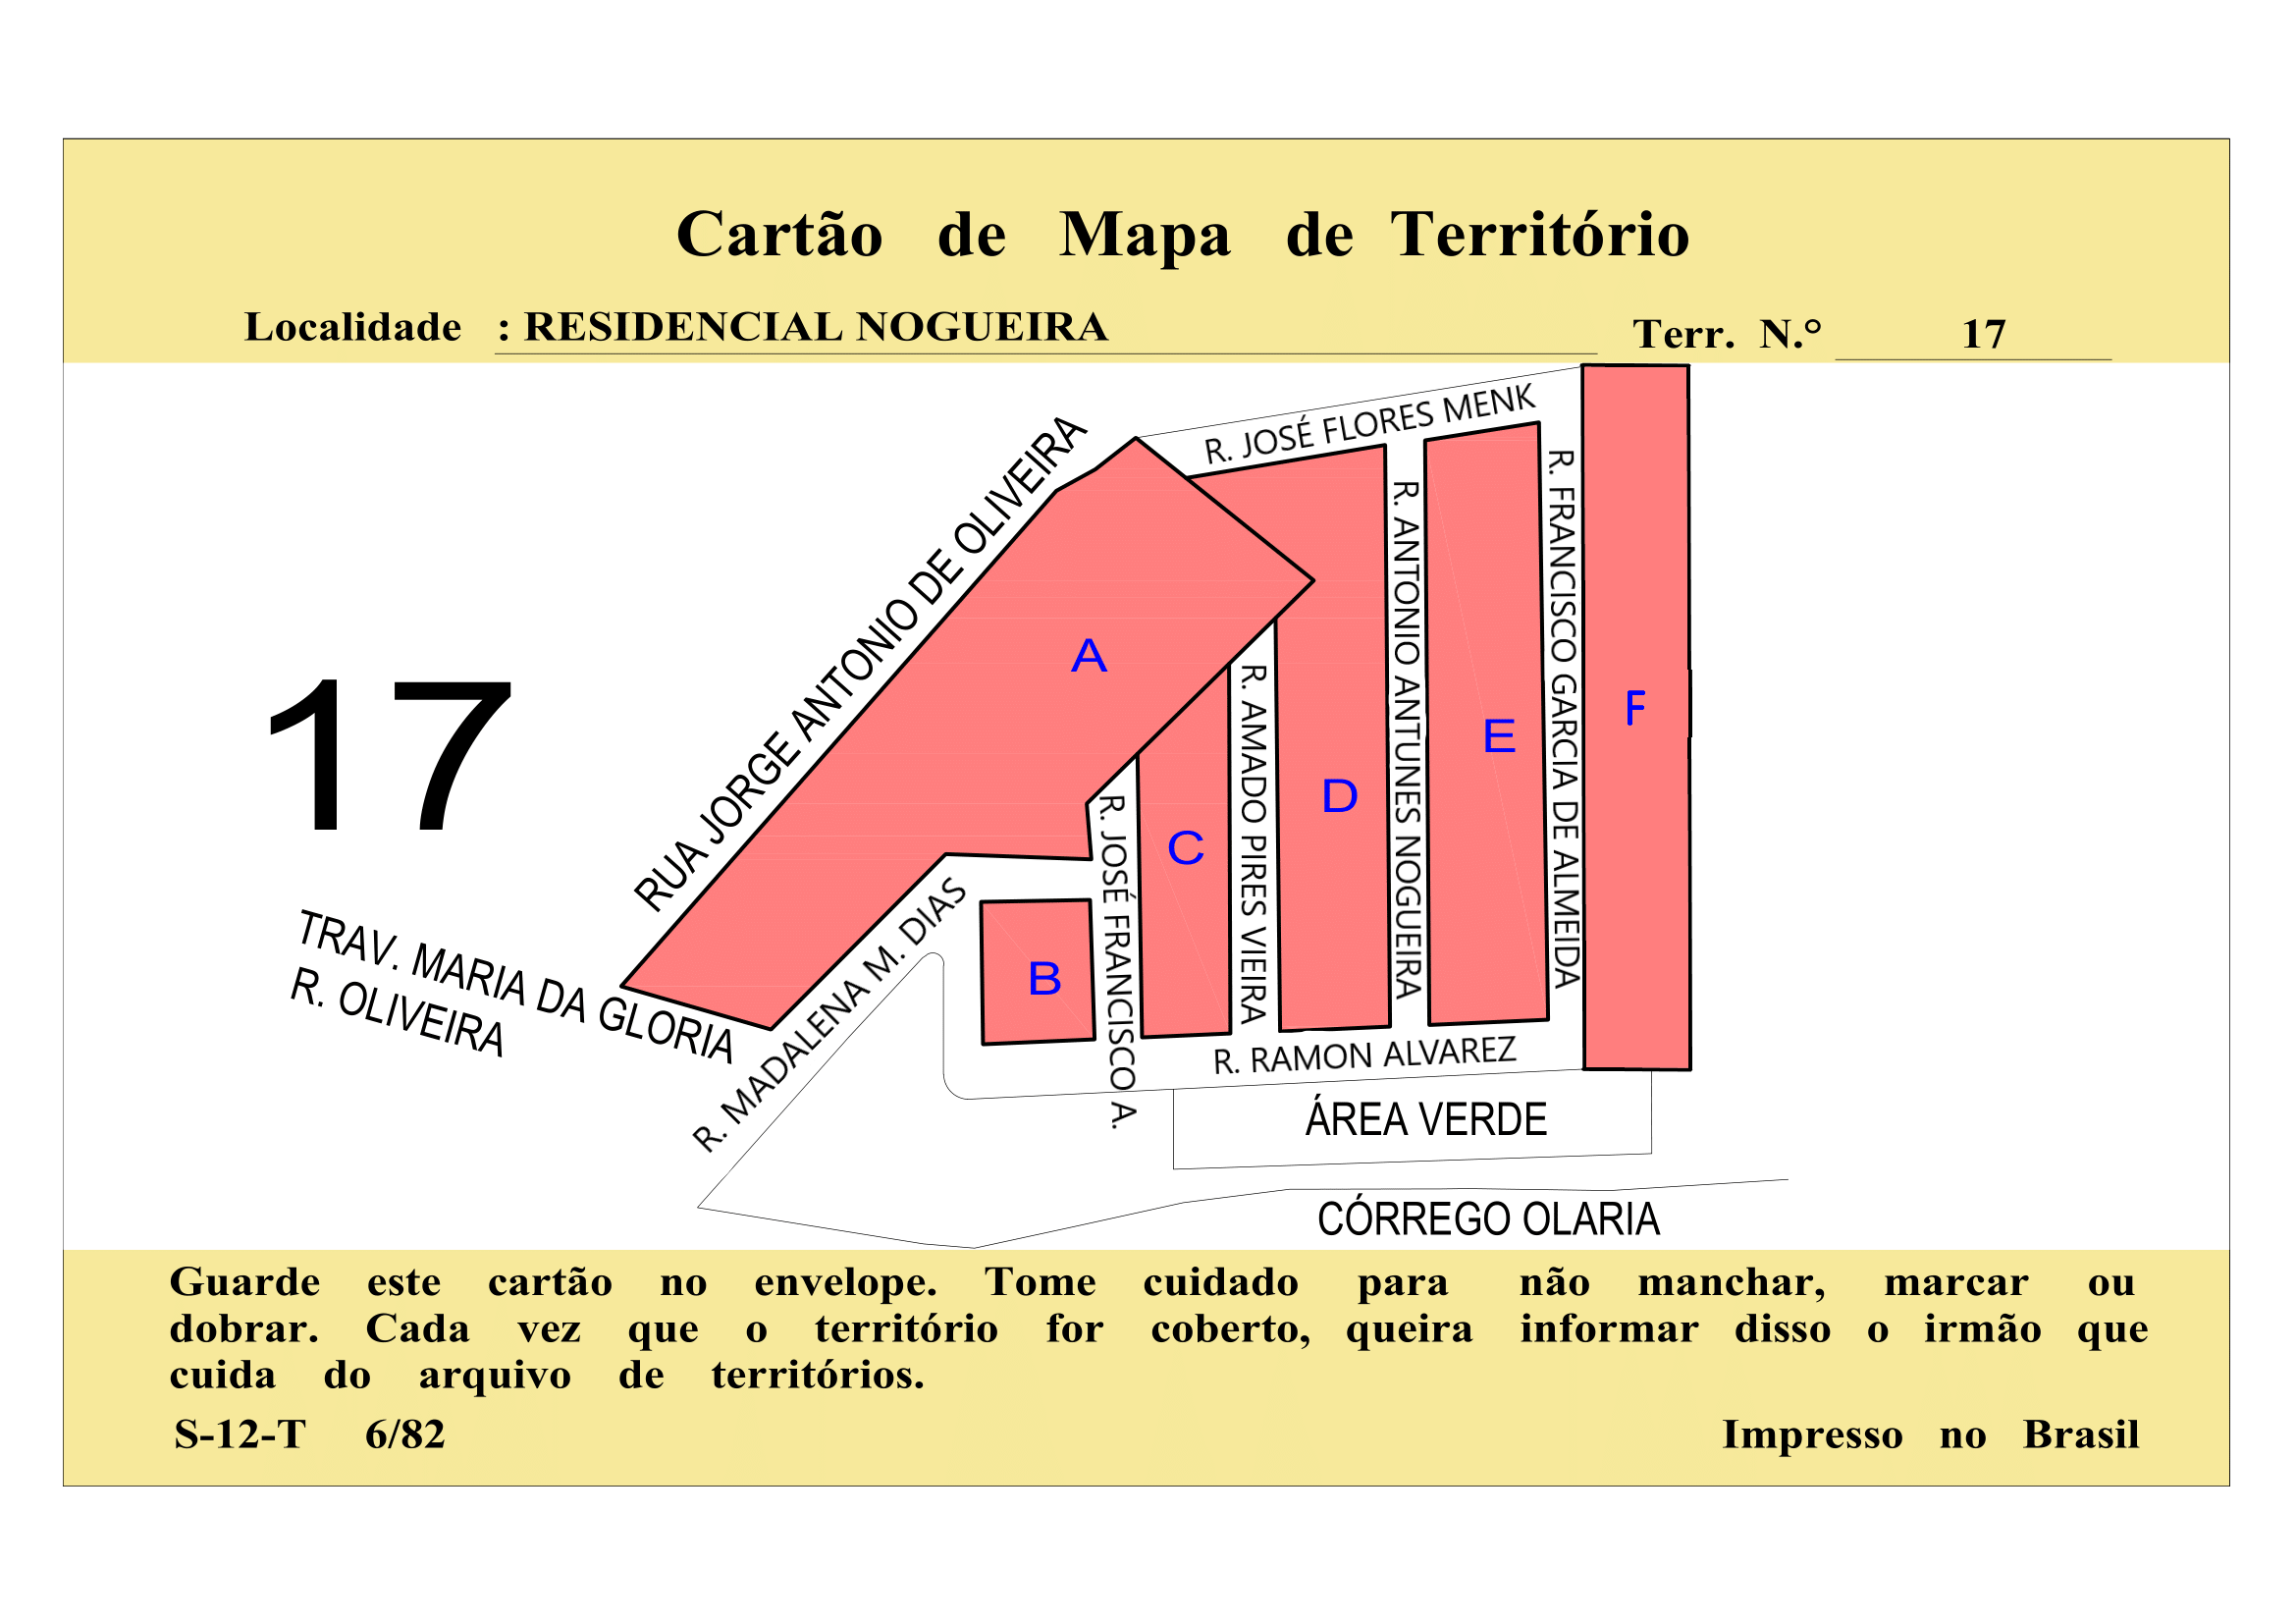 Cartão de Mapa de Território
Localidade : RESIDENCIAL NOGUEIRA
Terr. N.° 17
R. JOSÉ FLORES MENK
RUA JORGE ANTONIO DE OLIVEIRA
R. ANTONIO ANTUNES NOGUEIRA
R. FRANCISCO GARCIA DE ALMEIDA
A
F
17
R. AMADO PIRES VIEIRA
E
D
C
R. JOSÉ FRANCISCO A.
R. MADALENA M. DIAS
TRAV. MARIA DA GLORIA
R. OLIVEIRA
B
R. RAMON ALVAREZ
ÁREA VERDE
CÓRREGO OLARIA
Guarde este cartão no envelope. Tome cuidado para não manchar, marcar ou
dobrar. Cada vez que o território for coberto, queira informar disso o irmão que
cuida do arquivo de territórios.
S-12-T 6/82
Impresso no Brasil